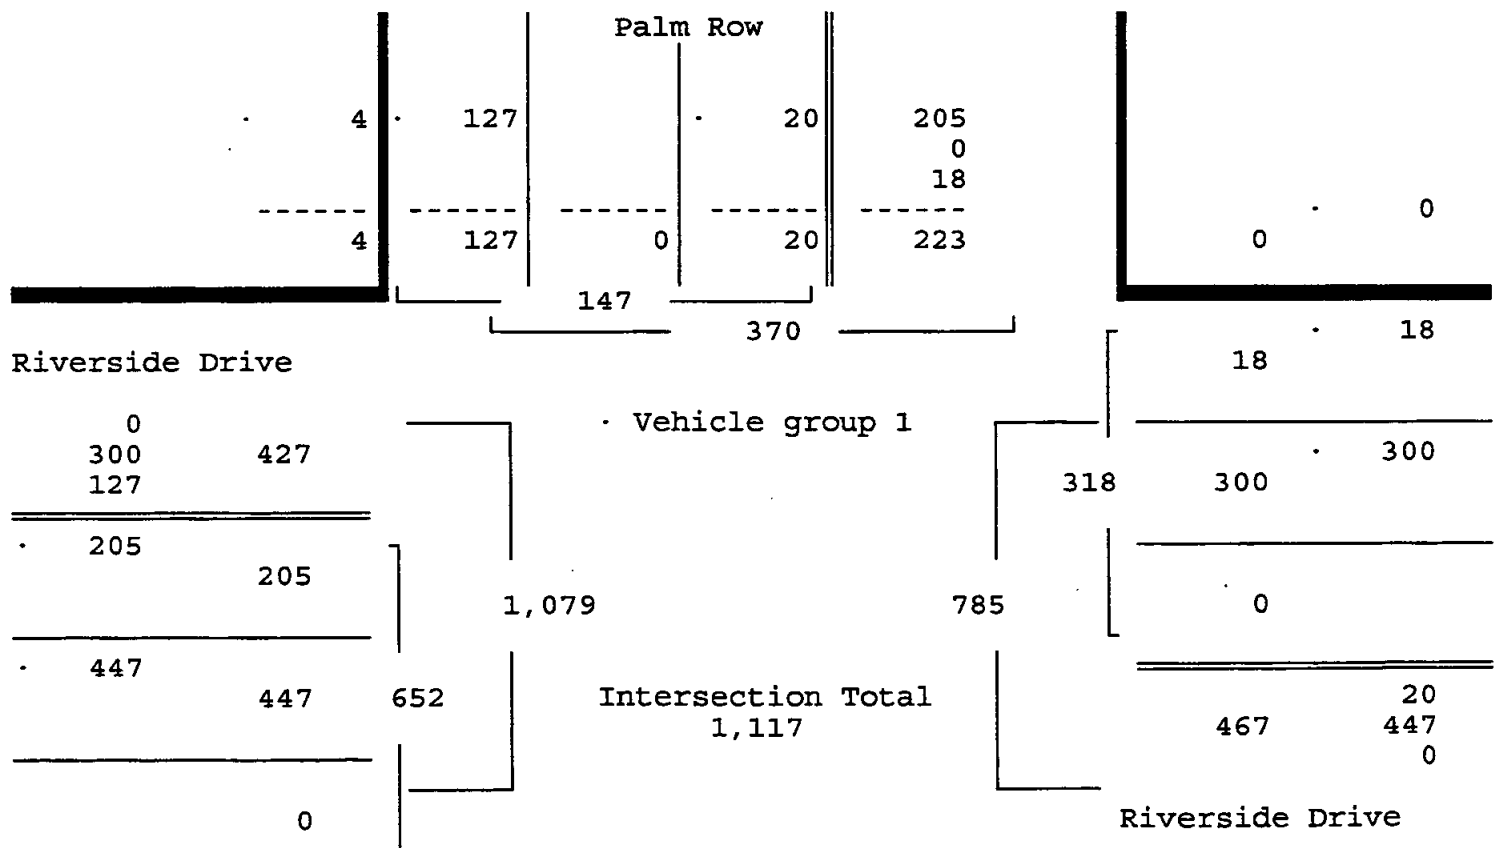 Palm Row
4 127 20 205
0
18
0
4 127 0 20 223 0
147
18
370
Riverside Drive 18
0 Vehicle group 1
300 427 300
127 318 300
205
205
1,079 785 0
447
447 652 Intersection Total 20
1,117 467 447
0
0 Riverside Drive